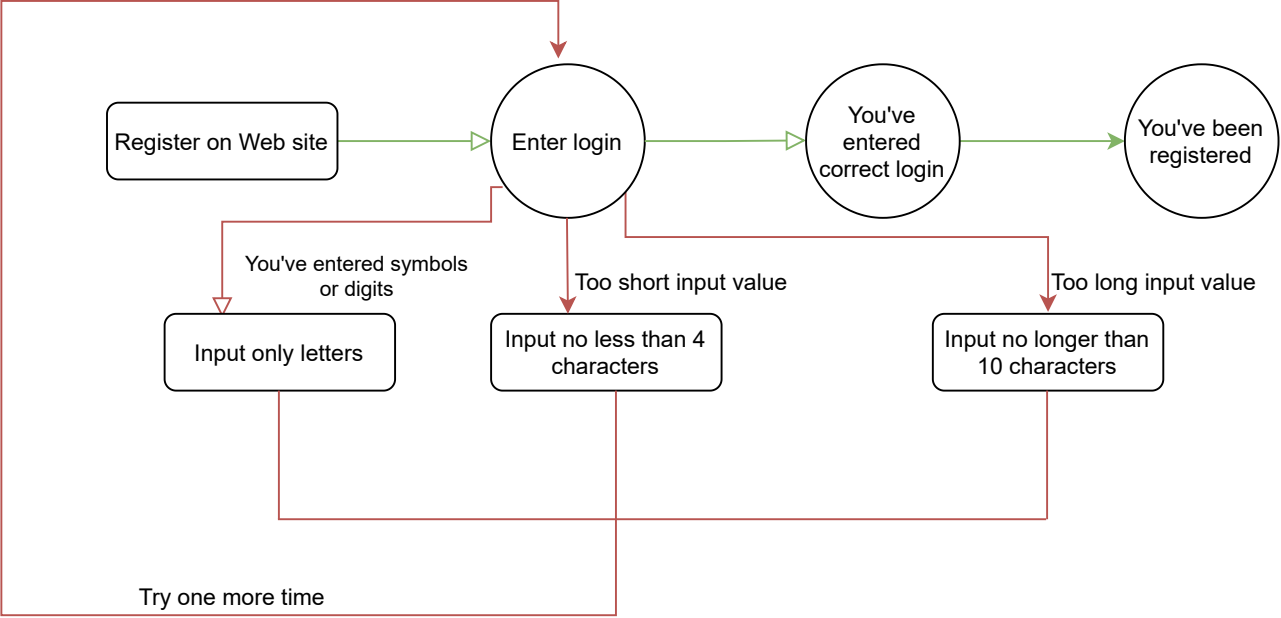 Register on Web site
Enter login
You've
entered
correct login
You've been
registered
You've entered symbols
or digits
Too short input value
Too long input value
Input only letters
Input no less than 4
characters
Input no longer than
10 characters
Try one more time